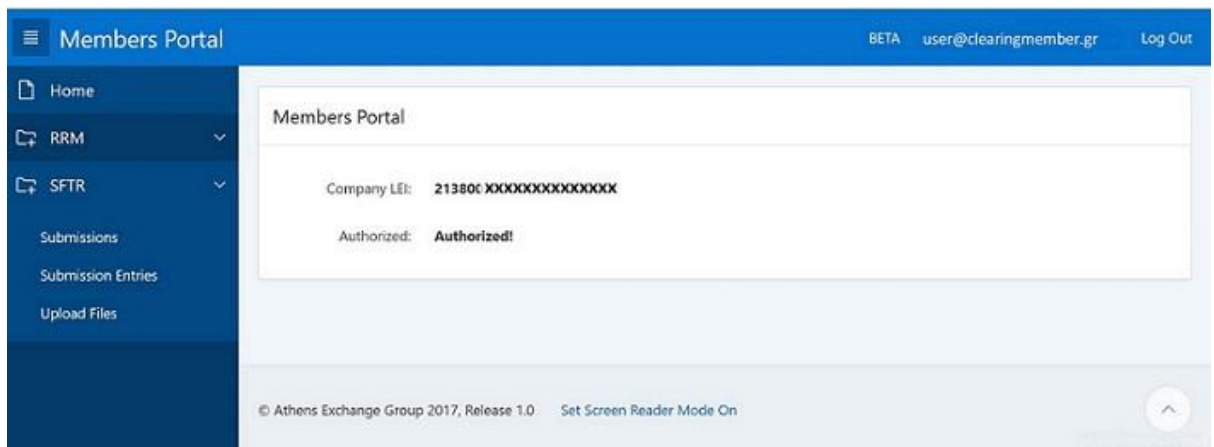 Members Portal
BETA user@clearingmember.gr Log Out
Home
RRM
SFTR
Submissions
Submission Entries
Upload Files
Members Portal
Company LEI: 213800 XXXXXXXXXXXXXX
Authorized: Authorized!
© Athens Exchange Group 2017, Release 1.0 Set Screen Reader Mode On